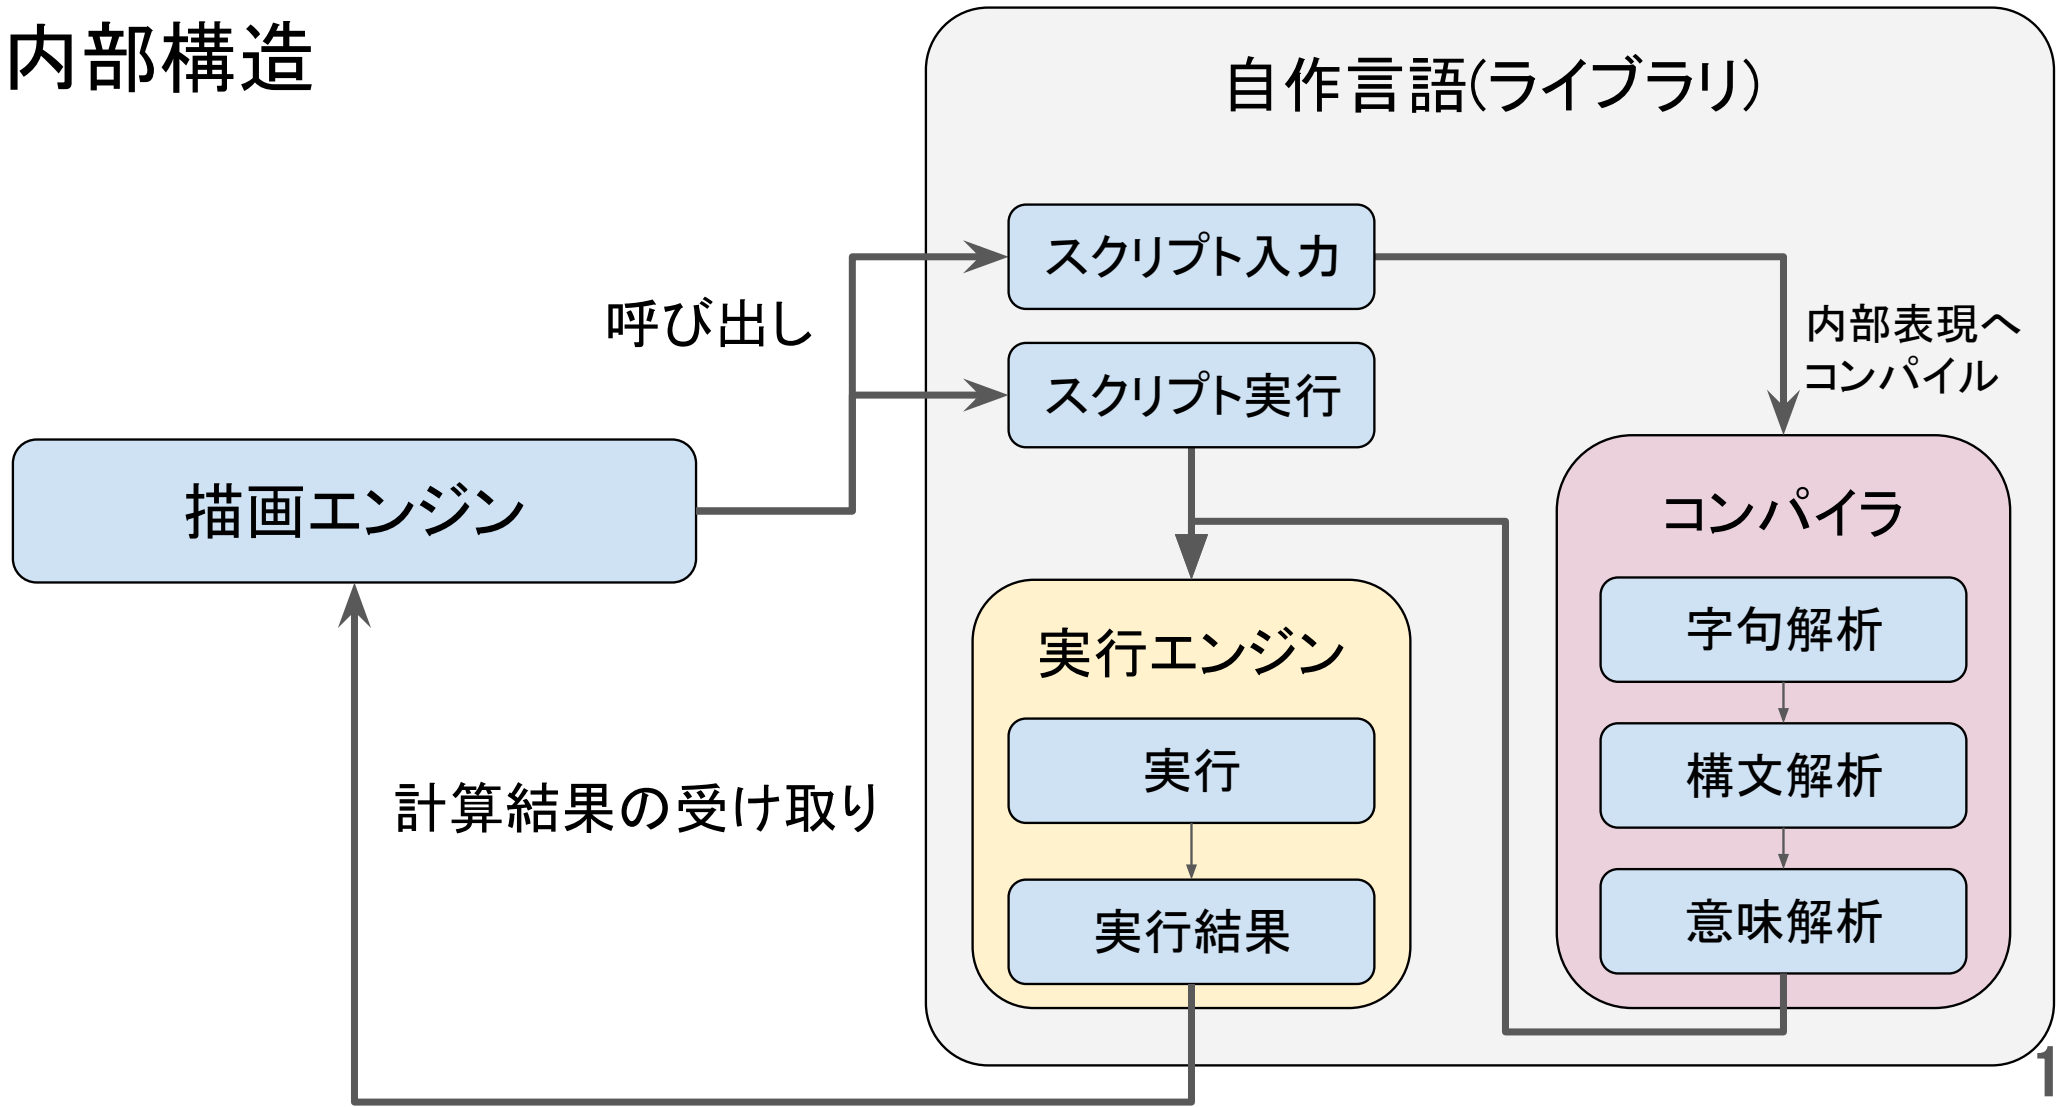 内部構造
自作言語(ライブラリ)
スクリプト入力
呼び出し
スクリプト実行
内部表現へ
コンパイル
描画エンジン
コンパイラ
字句解析
構文解析
意味解析
実行エンジン
実行
実行結果
計算結果の受け取り
1